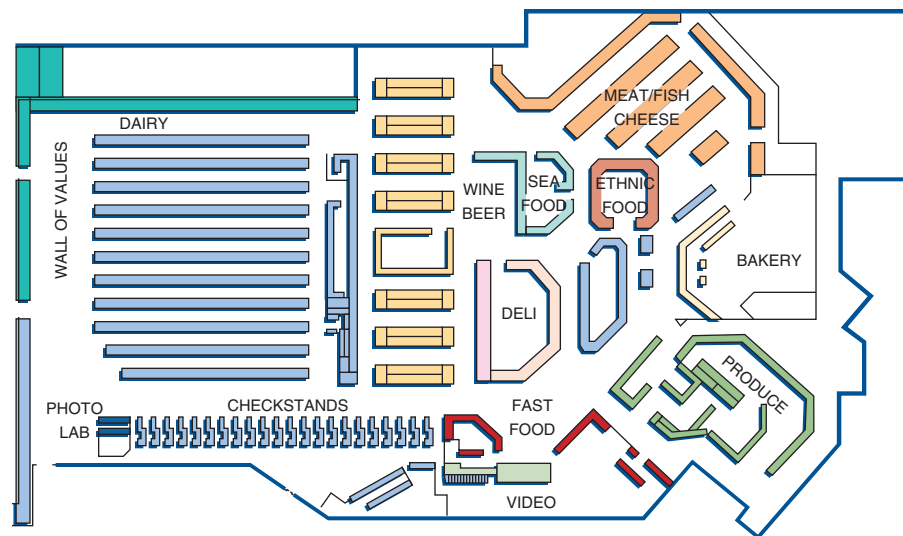 MEAT/FISH
CHEESE
DAIRY
WALL OF VALUES
WINE
BEER
SEA
FOOD
ETHNIC
FOOD
BAKERY
DELI
PRODUCE
PHOTO
LAB
CHECKSTANDS
FAST
FOOD
VIDEO